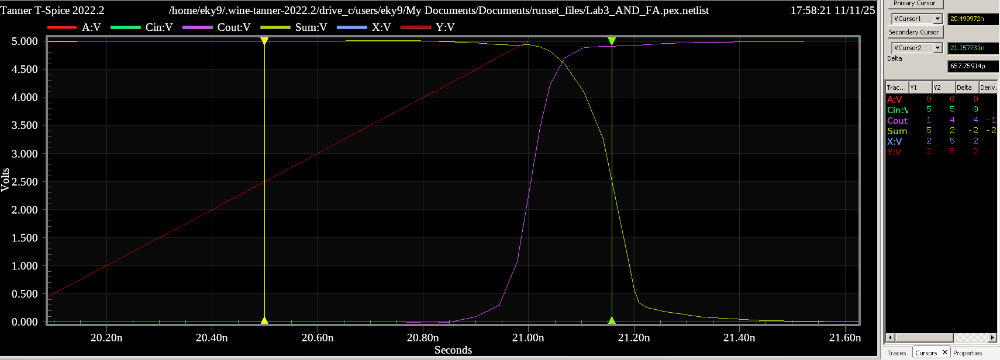 Tanner T-Spice 2022.2 /home/eky9/.wine-tanner-2022.2/drive_c/users/eky9/My Documents/Documents/runset_files/Lab3_AND_FA.pex.netlist 17:58:21 11/11/25
A:V Cin:V Cout:V Sum:V X:V Y:V
5.000
4.500
4.000
3.500
3.000
2.500
2.000
1.500
1.000
0.500
0.000
Volts
20.20n 20.40n 20.60n 20.80n 21.00n 21.20n 21.40n 21.60n
Seconds
Primary Cursor
VCursor1 20.499972n
Secondary Cursor
VCursor2 21.157731n
Delta
657.75914p
Trac... Y1 Y2 Delta Deriv.
A:V 0 0 0
Cin:V 5 5 0
Cout 1 4 4 -1
Sum 5 2 -2 -2
X:V 2 5 2
Y:V 2 5 2
Traces Cursors X Properties